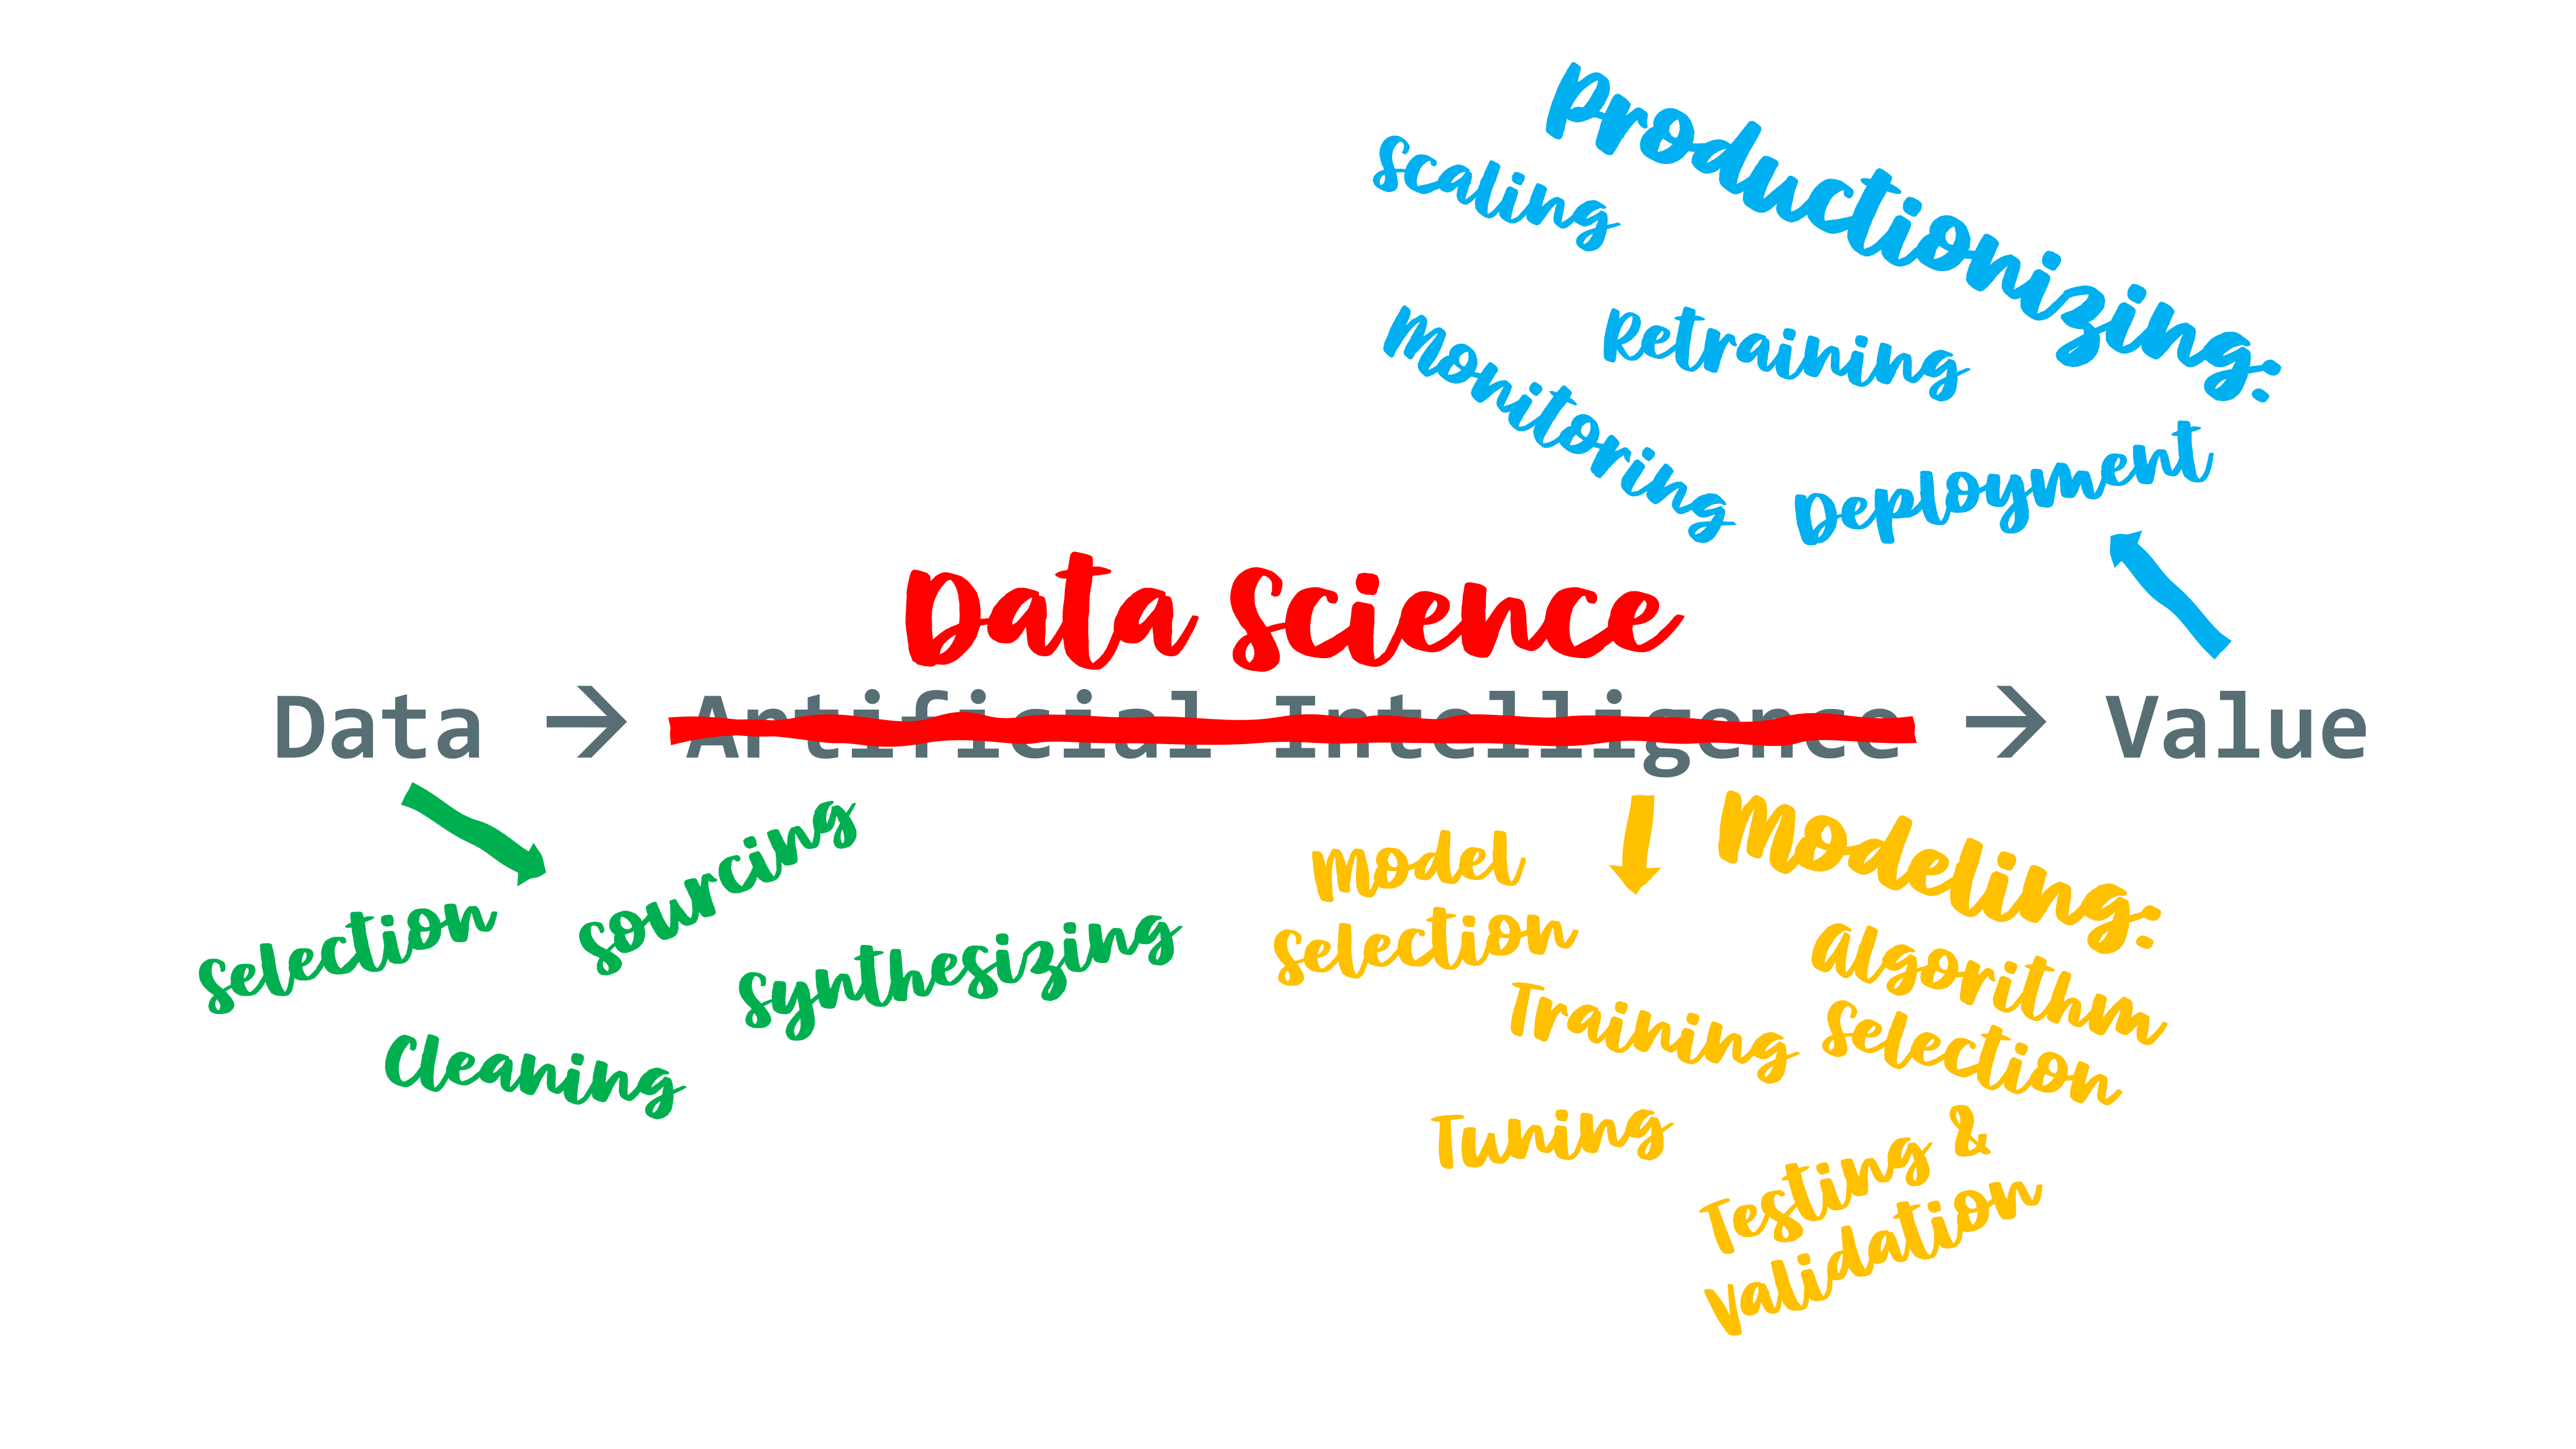 Productionizing:
Scaling
Retraining
Monitoring
Deployment
Data Science
Data → Artificial Intelligence → Value
Sourcing
Selection
Synthesizing
Cleaning
Modeling:
Model
Selection
Algorithm
Selection
Training
Tuning
Testing &
Validation